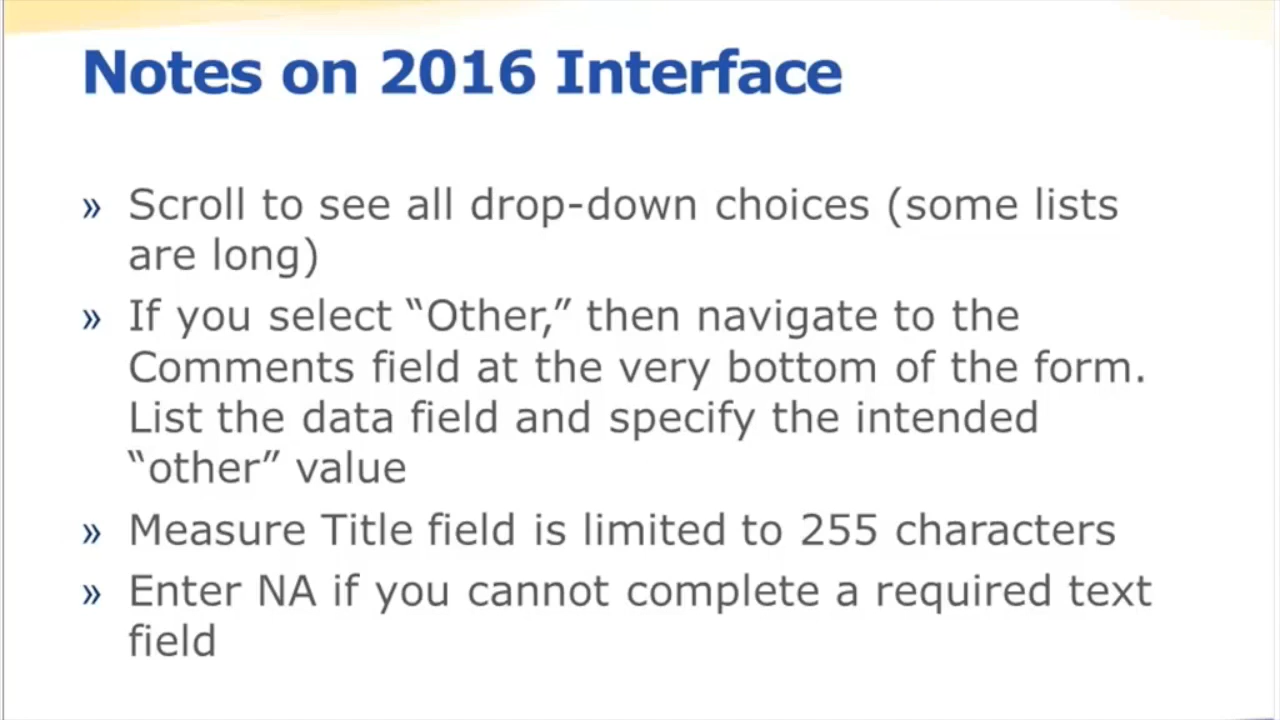 Notes on 2016 Interface
» Scroll to see all drop-down choices (some lists
are long)
» If you select “Other,” then navigate to the
Comments field at the very bottom of the form.
List the data field and specify the intended
“other” value
» Measure Title field is limited to 255 characters
» Enter NA if you cannot complete a required text
field